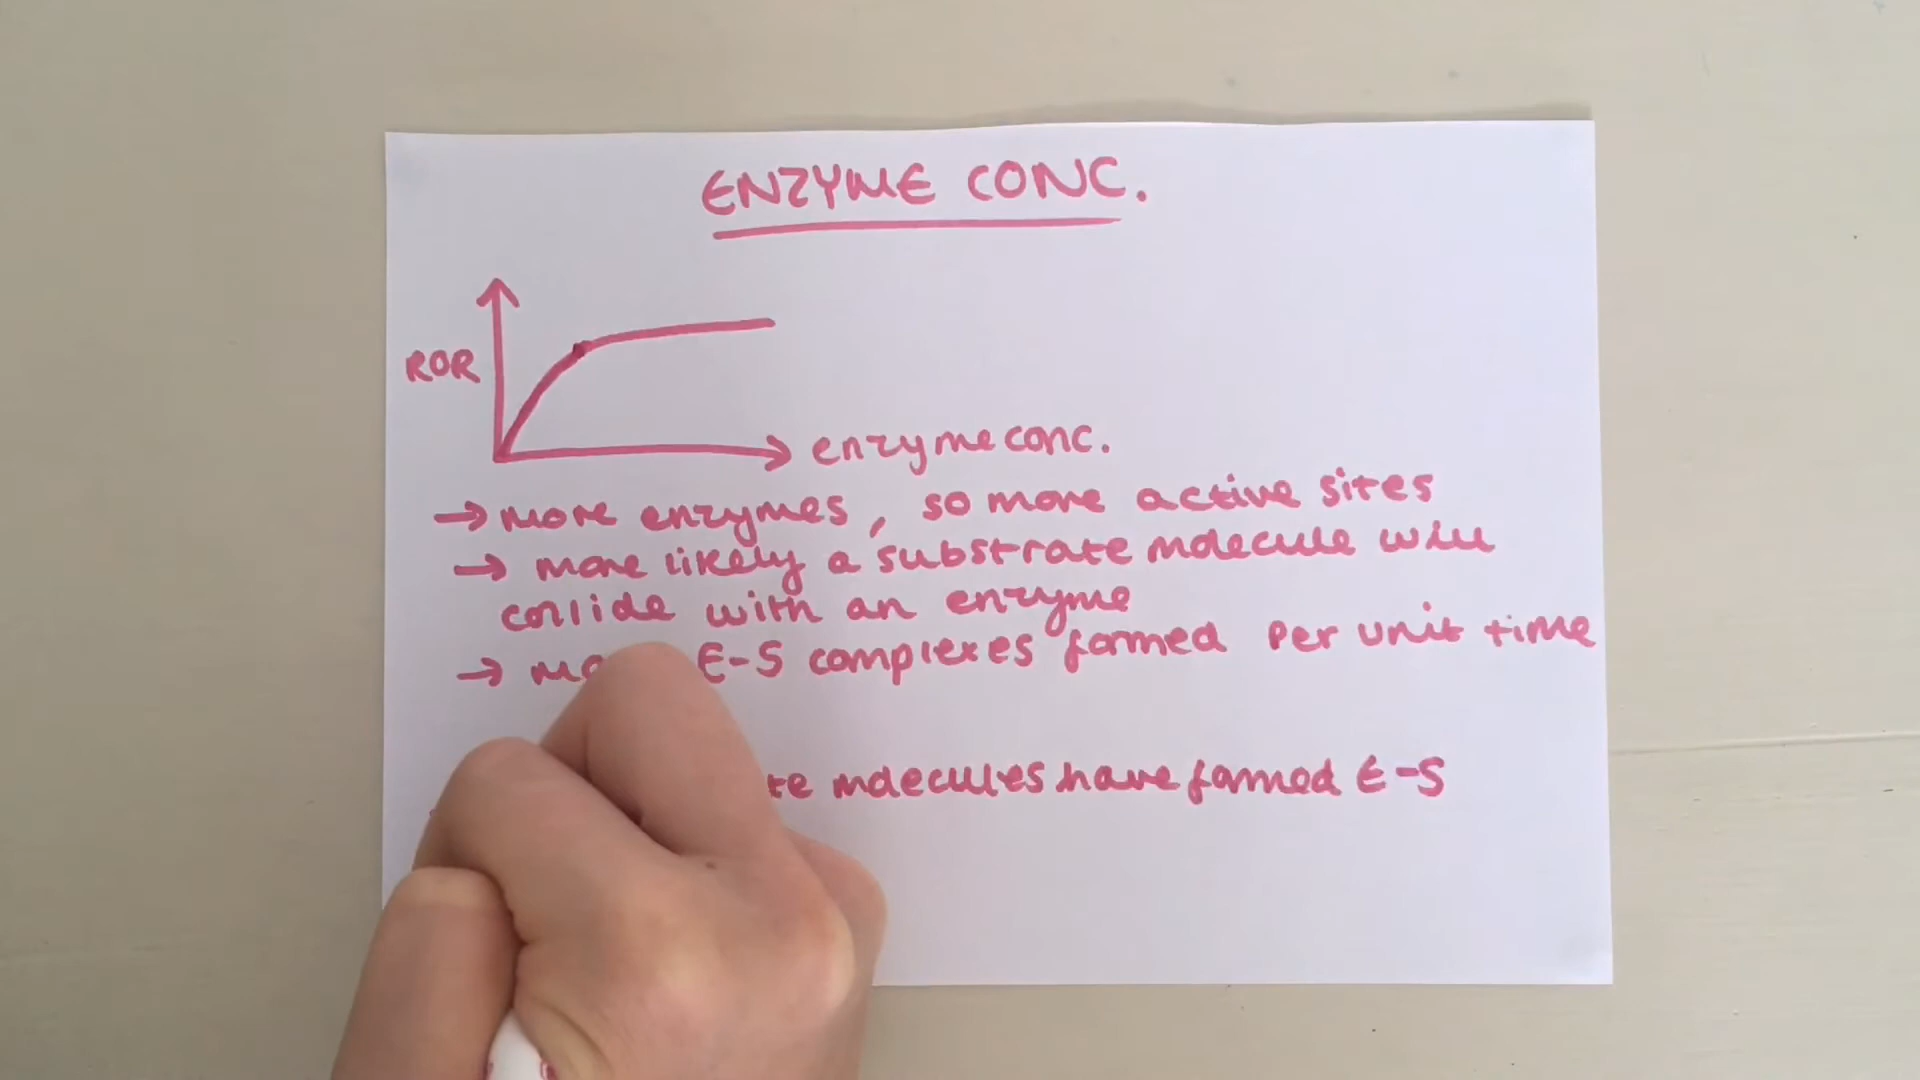 ENZYME CONC.
ROR
enzyme conc.
→ more enzymes, so more active sites
→ more likely a substrate molecule will
collide with an enzyme
→ E-S complexes formed per unit time
molecules have formed E-S